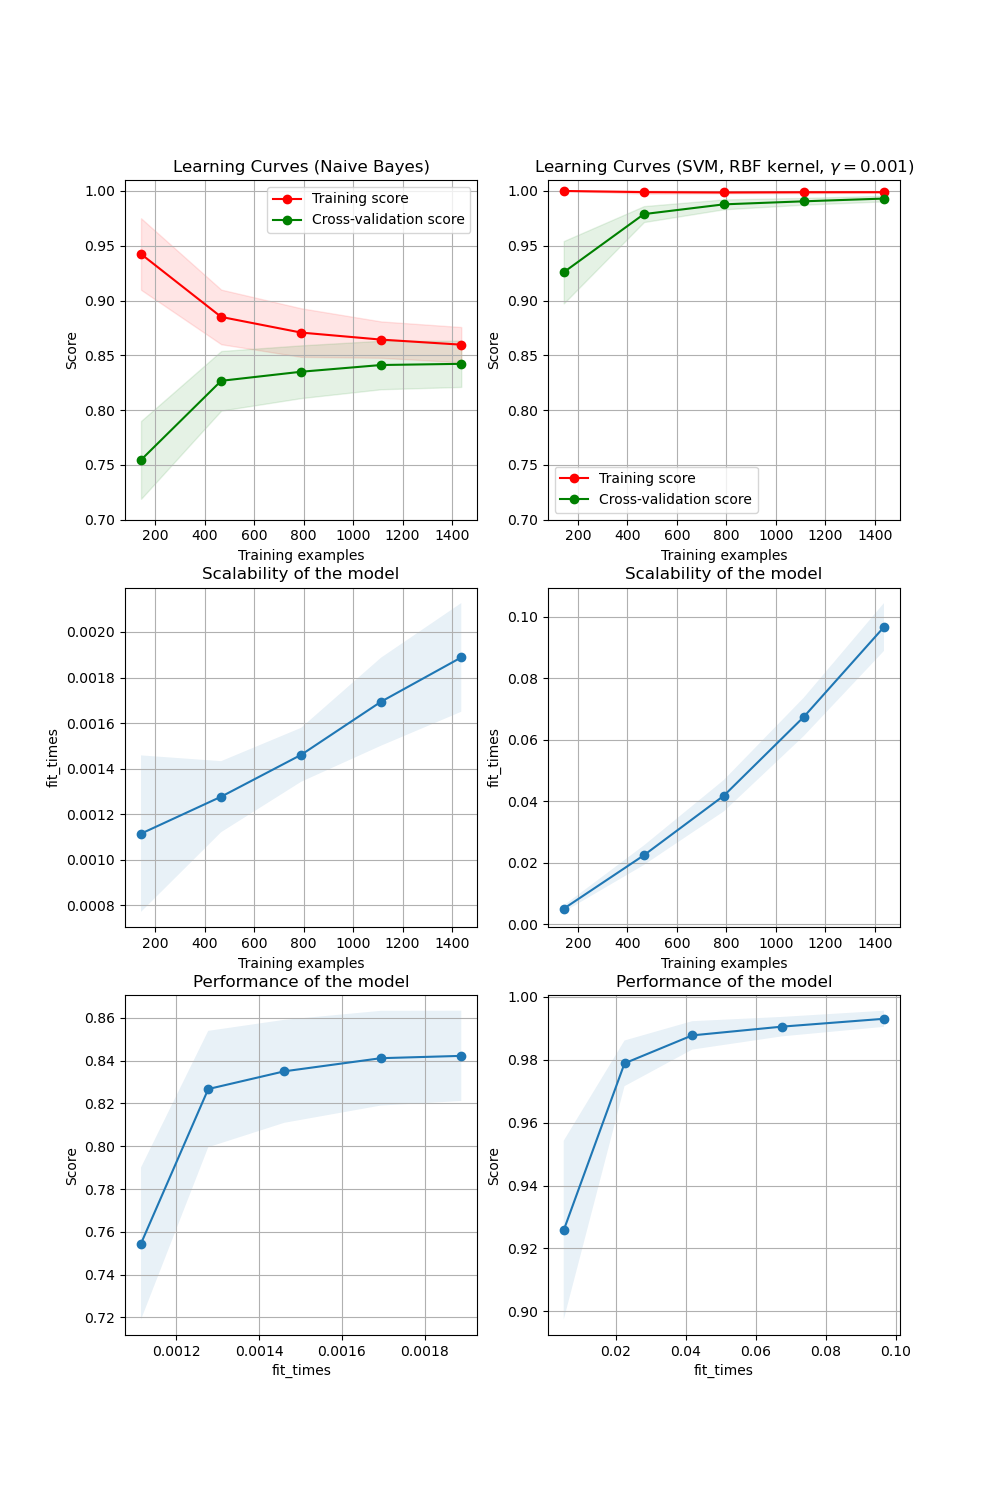 Learning Curves (Naive Bayes)
1.00
0.95
0.90
0.85
0.80
0.75
0.70
Score
Training score
Cross-validation score
200 400 600 800 1000 1200 1400
Training examples
Learning Curves (SVM, RBF kernel, γ = 0.001)
1.00
0.95
0.90
0.85
0.80
0.75
0.70
Score
Training score
Cross-validation score
200 400 600 800 1000 1200 1400
Training examples
Scalability of the model
0.0020
0.0018
0.0016
0.0014
0.0012
0.0010
0.0008
fit_times
200 400 600 800 1000 1200 1400
Training examples
Scalability of the model
0.10
0.08
0.06
0.04
0.02
0.00
fit_times
200 400 600 800 1000 1200 1400
Training examples
Performance of the model
0.86
0.84
0.82
0.80
0.78
0.76
0.74
0.72
Score
0.0012 0.0014 0.0016 0.0018
fit_times
Performance of the model
1.00
0.98
0.96
0.94
0.92
0.90
Score
0.02 0.04 0.06 0.08 0.10
fit_times